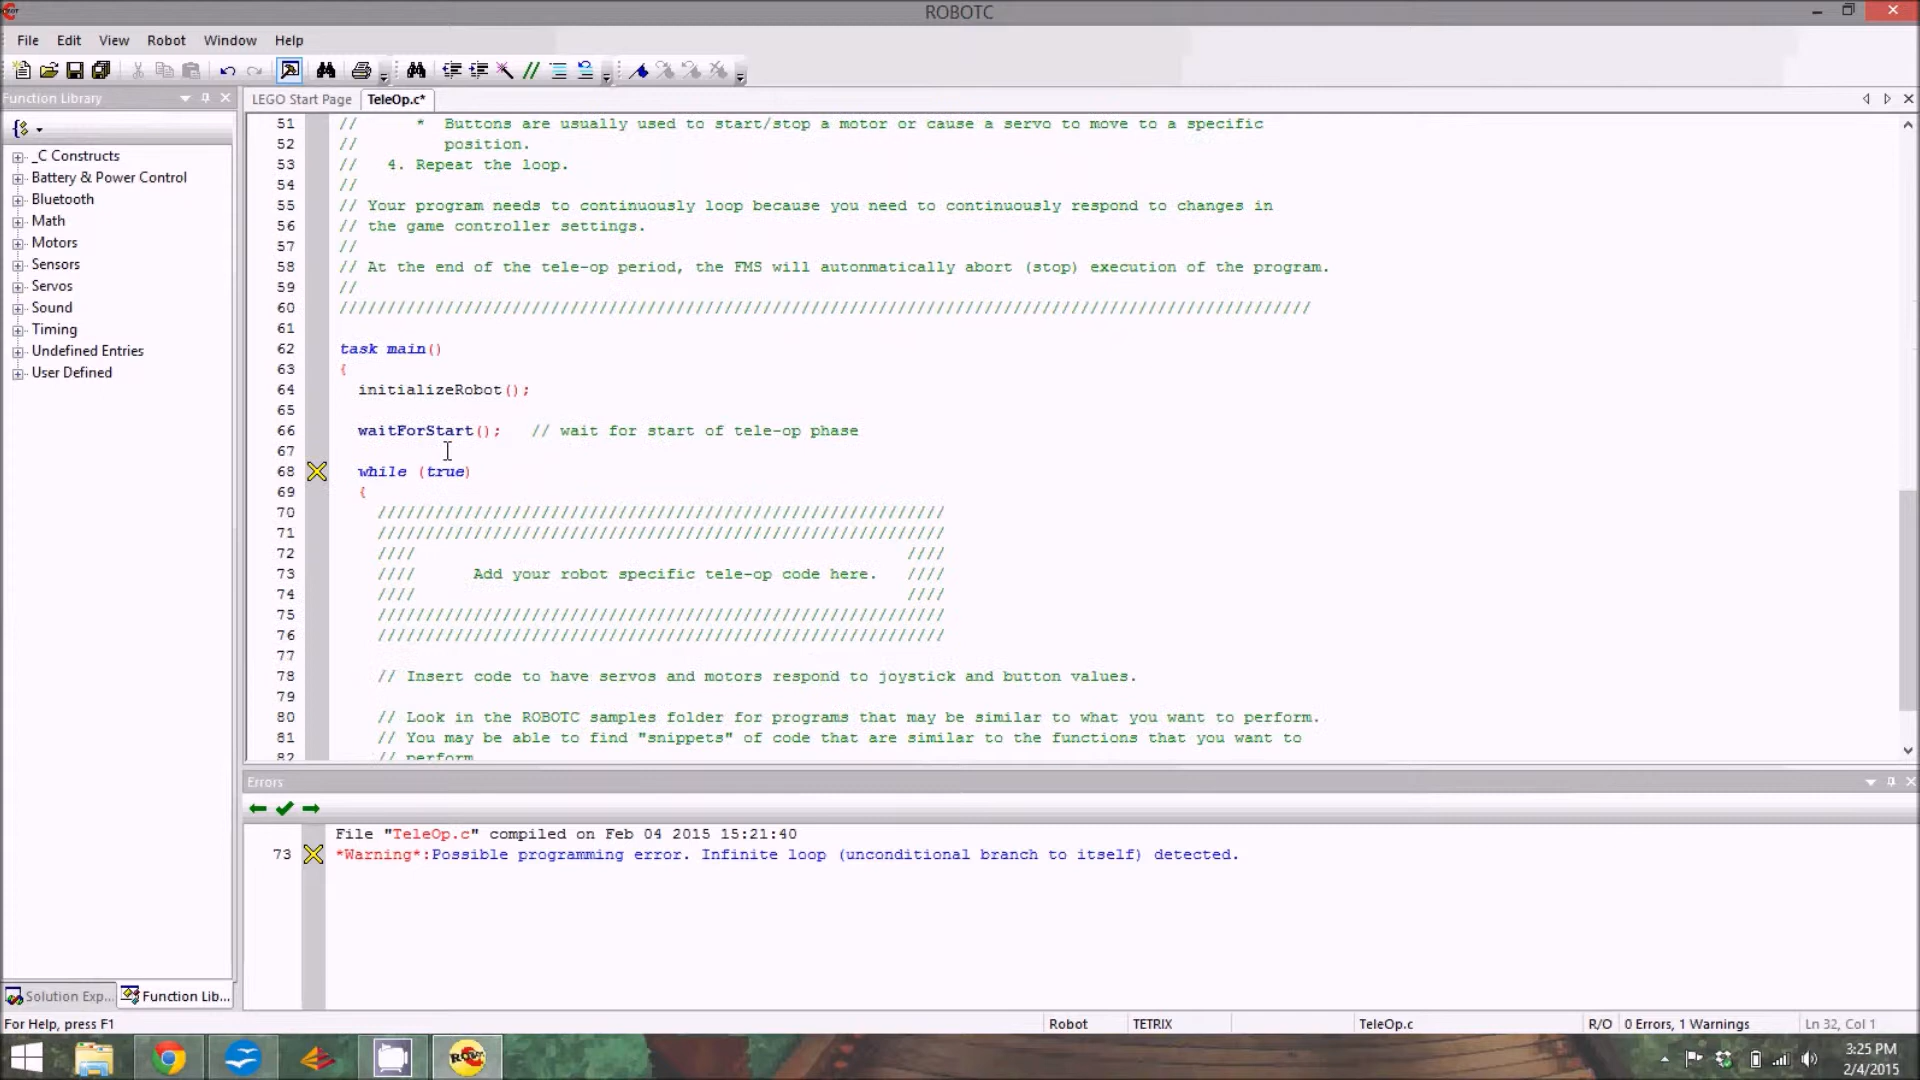 ROBOTC
File Edit View Robot Window Help
Function Library
LEGO Start Page TeleOp.c*
_C Constructs
Battery & Power Control
Bluetooth
Math
Motors
Sensors
Servos
Sound
Timing
Undefined Entries
User Defined
51 // * Buttons are usually used to start/stop a motor or cause a servo to move to a specific
52 // position.
53 // 4. Repeat the loop.
54 //
55 // Your program needs to continuously loop because you need to continuously respond to changes in
56 // the game controller settings.
57 //
58 // At the end of the tele-op period, the FMS will autonmatically abort (stop) execution of the program.
59 //
60 /////////////////////////////////////////////////////////////////////////////////////////////////////
61
62 task main()
63 {
64 initializeRobot();
65
66 waitForStart(); // wait for start of tele-op phase
67
68 while (true)
69 {
70 ///////////////////////////////////////////////////////////
71 ///////////////////////////////////////////////////////////
72 //// ////
73 //// Add your robot specific tele-op code here. ////
74 //// ////
75 ///////////////////////////////////////////////////////////
76 ///////////////////////////////////////////////////////////
77
78 // Insert code to have servos and motors respond to joystick and button values.
79
80 // Look in the ROBOTC samples folder for programs that may be similar to what you want to perform.
81 // You may be able to find "snippets" of code that are similar to the functions that you want to
82 // perform
Errors
File "TeleOp.c" compiled on Feb 04 2015 15:21:40
73 *Warning*:Possible programming error. Infinite loop (unconditional branch to itself) detected.
Solution Exp... Function Lib...
For Help, press F1 Robot TETRIX TeleOp.c R/O 0 Errors, 1 Warnings Ln 32, Col 1
3:25 PM
2/4/2015